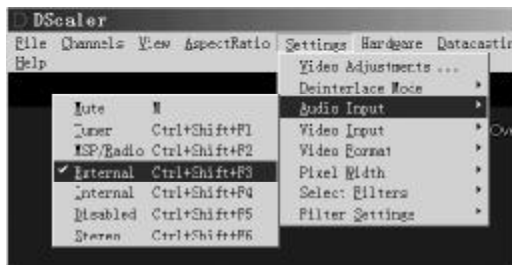 DScaler
File Channels View AspectRatio Settings Hardware Datacastin
Help
Video Adjustments ...
Deinterlace Mode
Audio Input
Video Input
Video Format
Pixel Width
Select Filters
Filter Settings
Mute M
Tuner Ctrl+Shift+F1
MSP/Radio Ctrl+Shift+F2
External Ctrl+Shift+F3
Internal Ctrl+Shift+F4
Disabled Ctrl+Shift+F5
Stereo Ctrl+Shift+F6
Ov